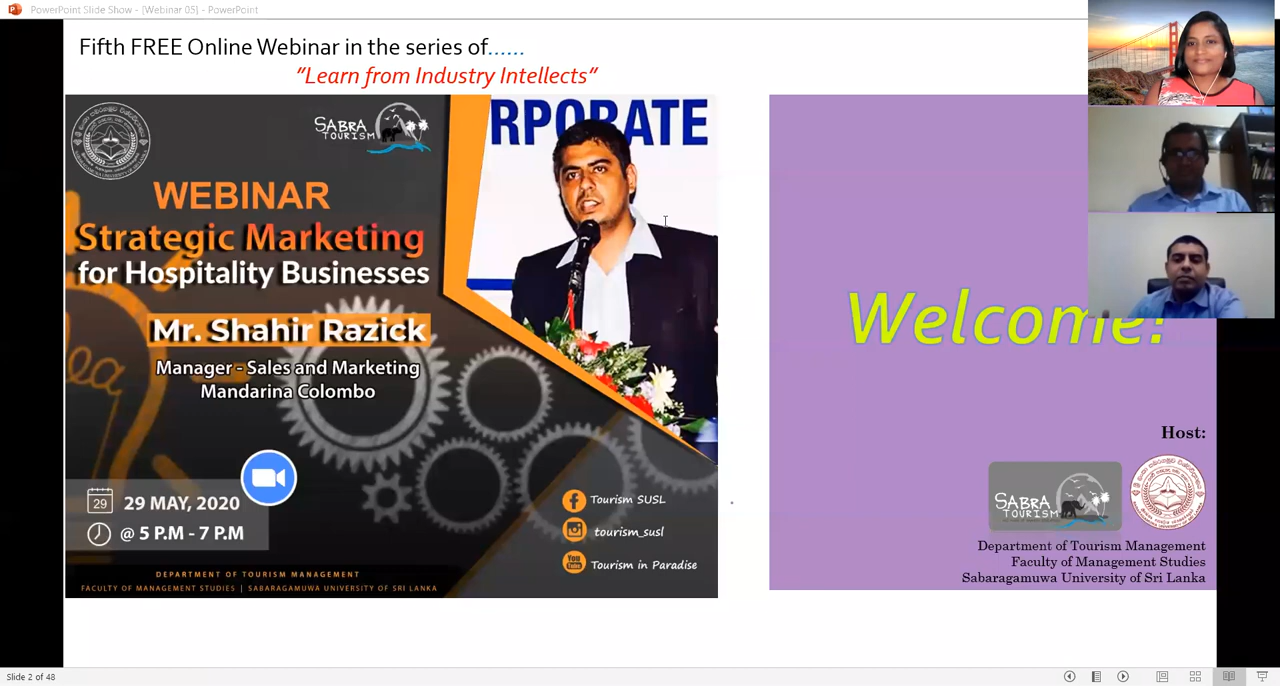 PowerPoint Slide Show - [Webinar 05] - PowerPoint
Fifth FREE Online Webinar in the series of......
"Learn from Industry Intellects"
SABRA
TOURISM
RPORATE
WEBINAR
Strategic Marketing
for Hospitality Businesses
Mr. Shahir Razick
Manager - Sales and Marketing
Mandarina Colombo
29
29 MAY, 2020
@ 5 P.M - 7 P.M
Tourism SUSL
tourism_susl
You
Tube
Tourism in Paradise
DEPARTMENT OF TOURISM MANAGEMENT
FACULTY OF MANAGEMENT STUDIES | SABARAGAMUWA UNIVERSITY OF SRI LANKA
Welcome!
Host:
SABRA
TOURISM
Department of Tourism Management
Faculty of Management Studies
Sabaragamuwa University of Sri Lanka
Slide 2 of 48